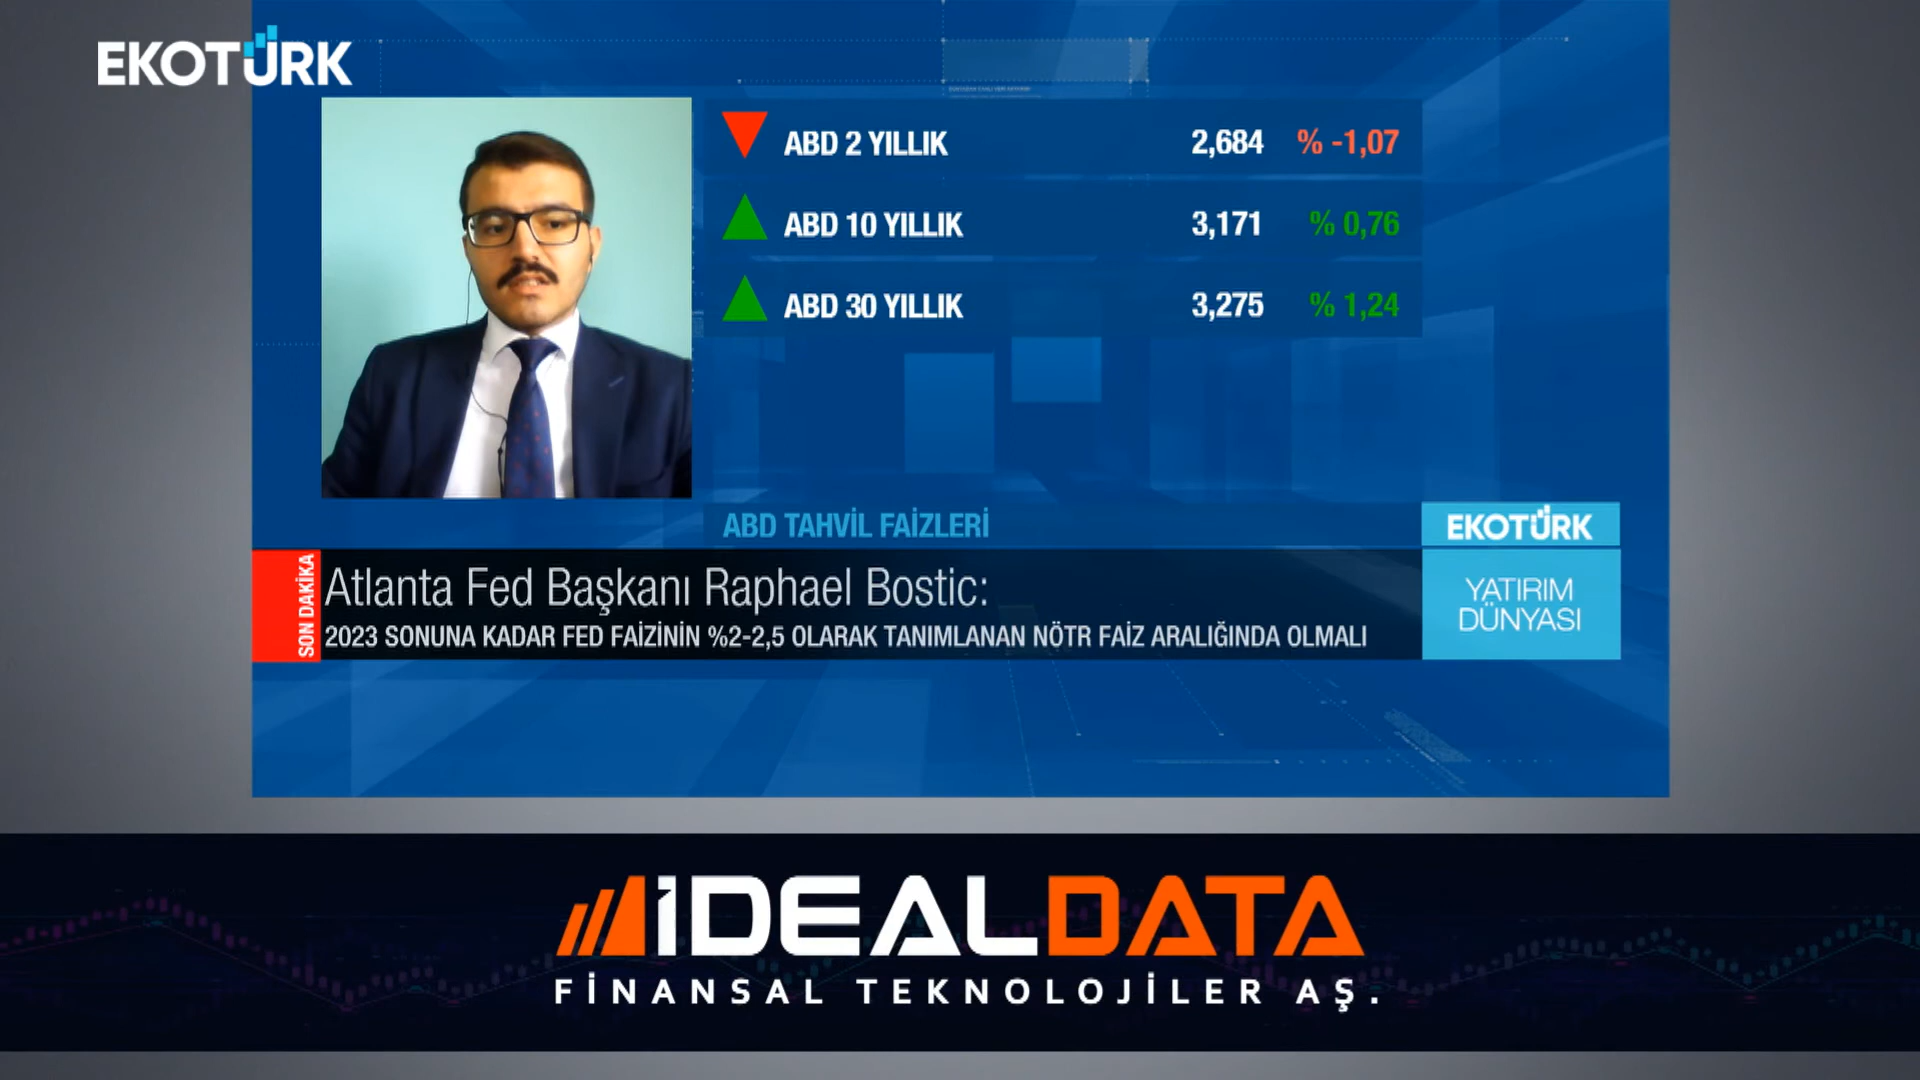 EKOTÜRK
ABD 2 YILLIK 2,684 % -1,07
ABD 10 YILLIK 3,171 % 0,76
ABD 30 YILLIK 3,275 % 1,24
ABD TAHVİL FAİZLERİ
EKOTÜRK
SON DAKİKA
Atlanta Fed Başkanı Raphael Bostic:
2023 SONUNA KADAR FED FAİZİNİN %2-2,5 OLARAK TANIMLANAN NÖTR FAİZ ARALIĞINDA OLMALI
YATIRIM
DÜNYASI
iDEALDATA
FİNANSAL TEKNOLOJİLER AŞ.